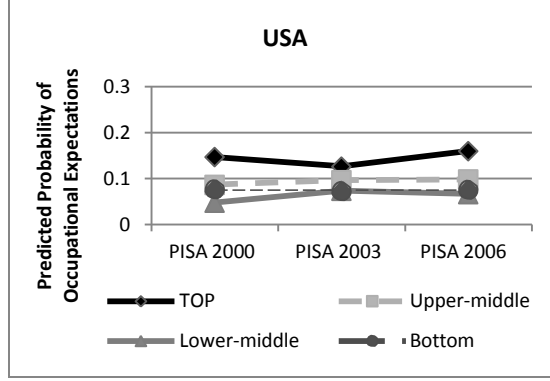 USA
Predicted Probability of
Occupational Expectations
0.3
0.2
0.1
0
PISA 2000
PISA 2003
PISA 2006
TOP
Upper-middle
Lower-middle
Bottom